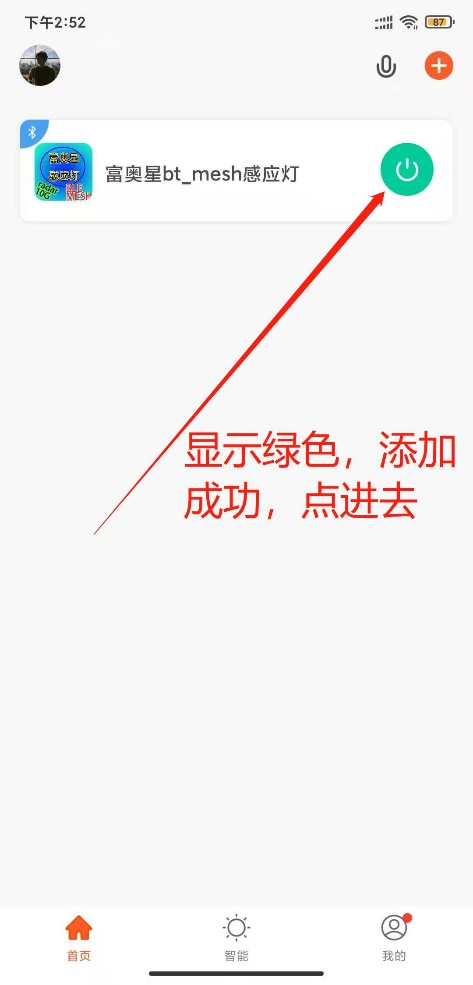 下午2:52
87
富奥星
感应灯
radar
10G
BLE
MESH
富奥星bt_mesh感应灯
显示绿色，添加
成功，点进去
首页
智能
我的